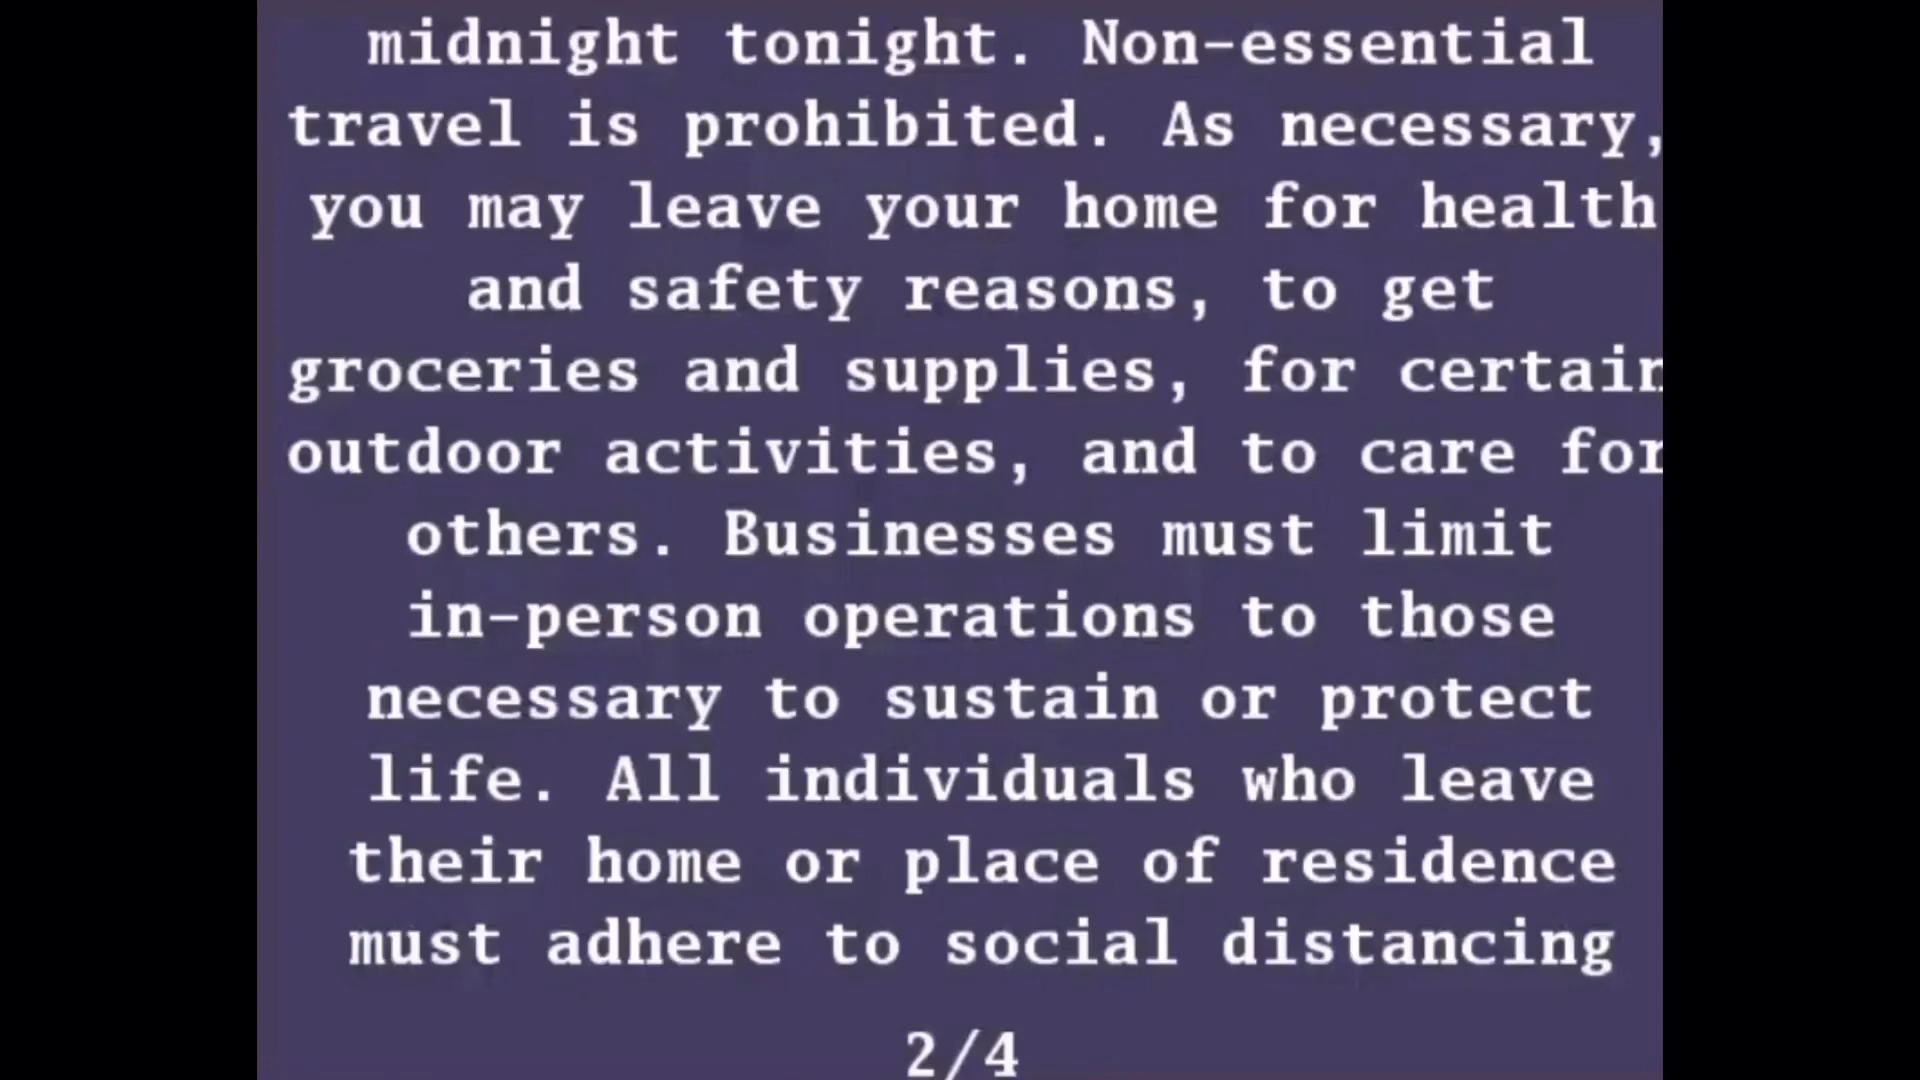 midnight tonight. Non-essential
travel is prohibited. As necessary,
you may leave your home for health
and safety reasons, to get
groceries and supplies, for certain
outdoor activities, and to care for
others. Businesses must limit
in-person operations to those
necessary to sustain or protect
life. All individuals who leave
their home or place of residence
must adhere to social distancing
2/4